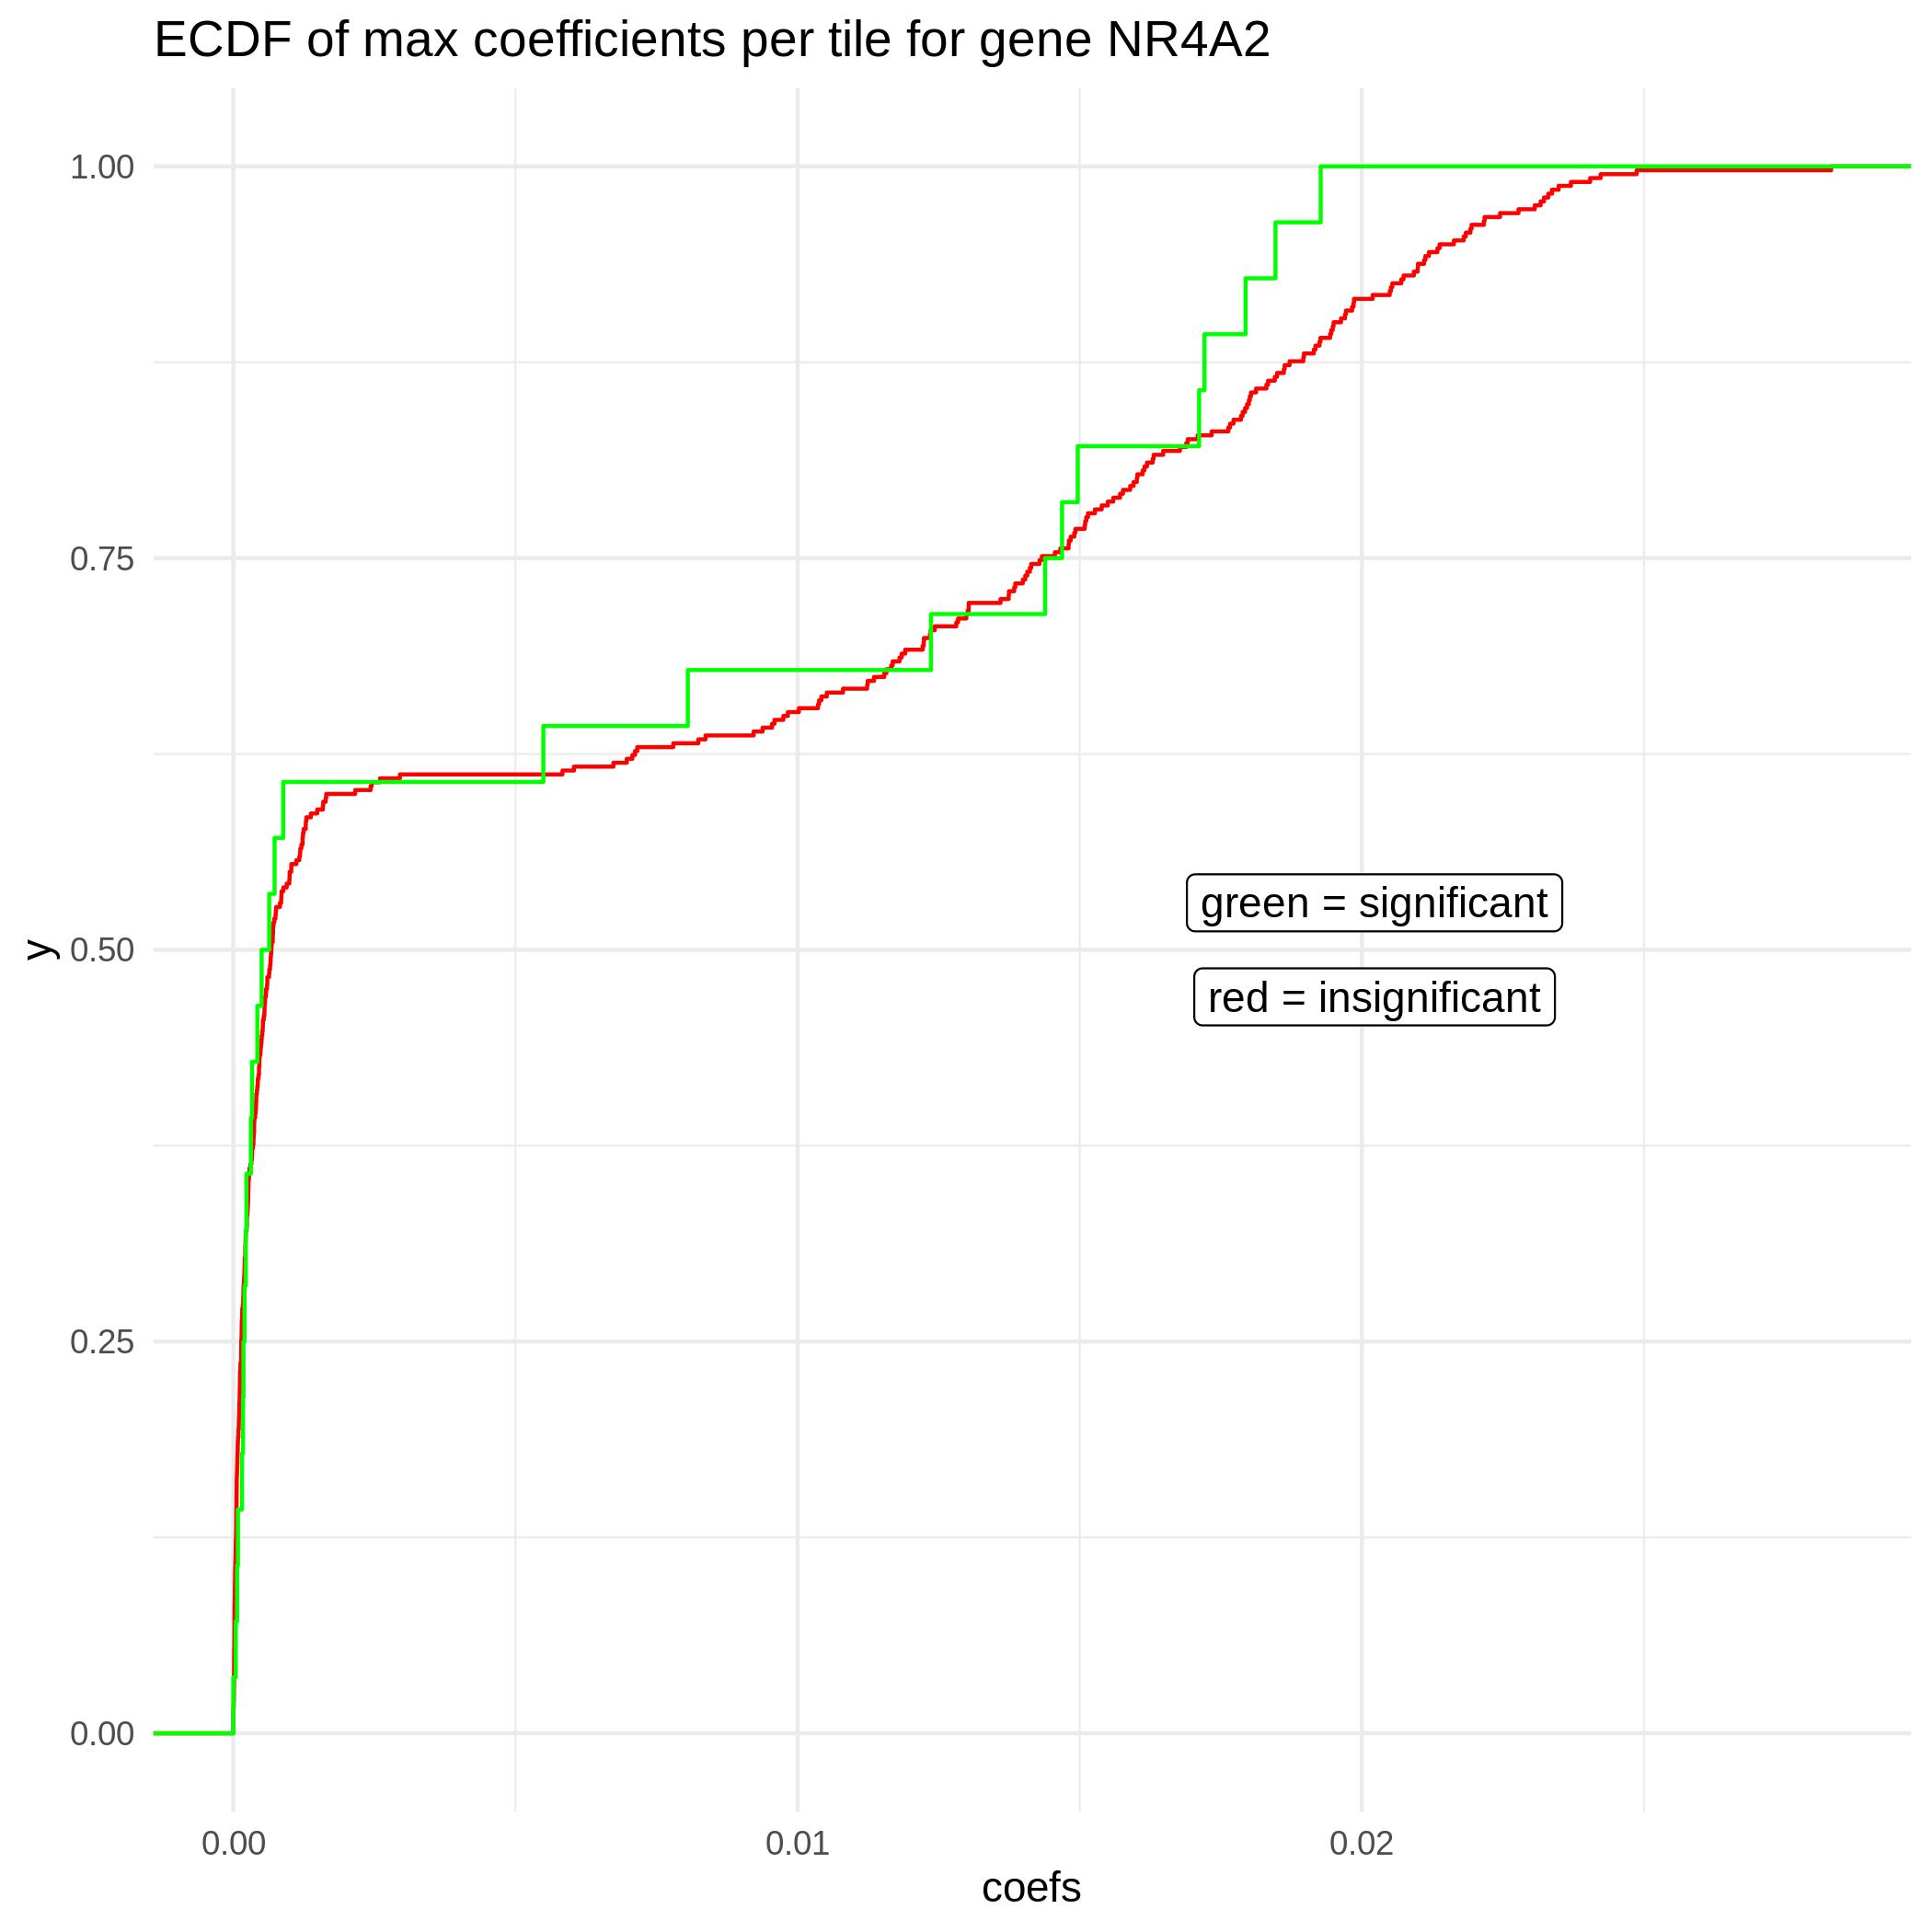 ECDF of max coefficients per tile for gene NR4A2
1.00
0.75
0.50
0.25
0.00
y
green = significant
red = insignificant
0.00 0.01 0.02
coefs